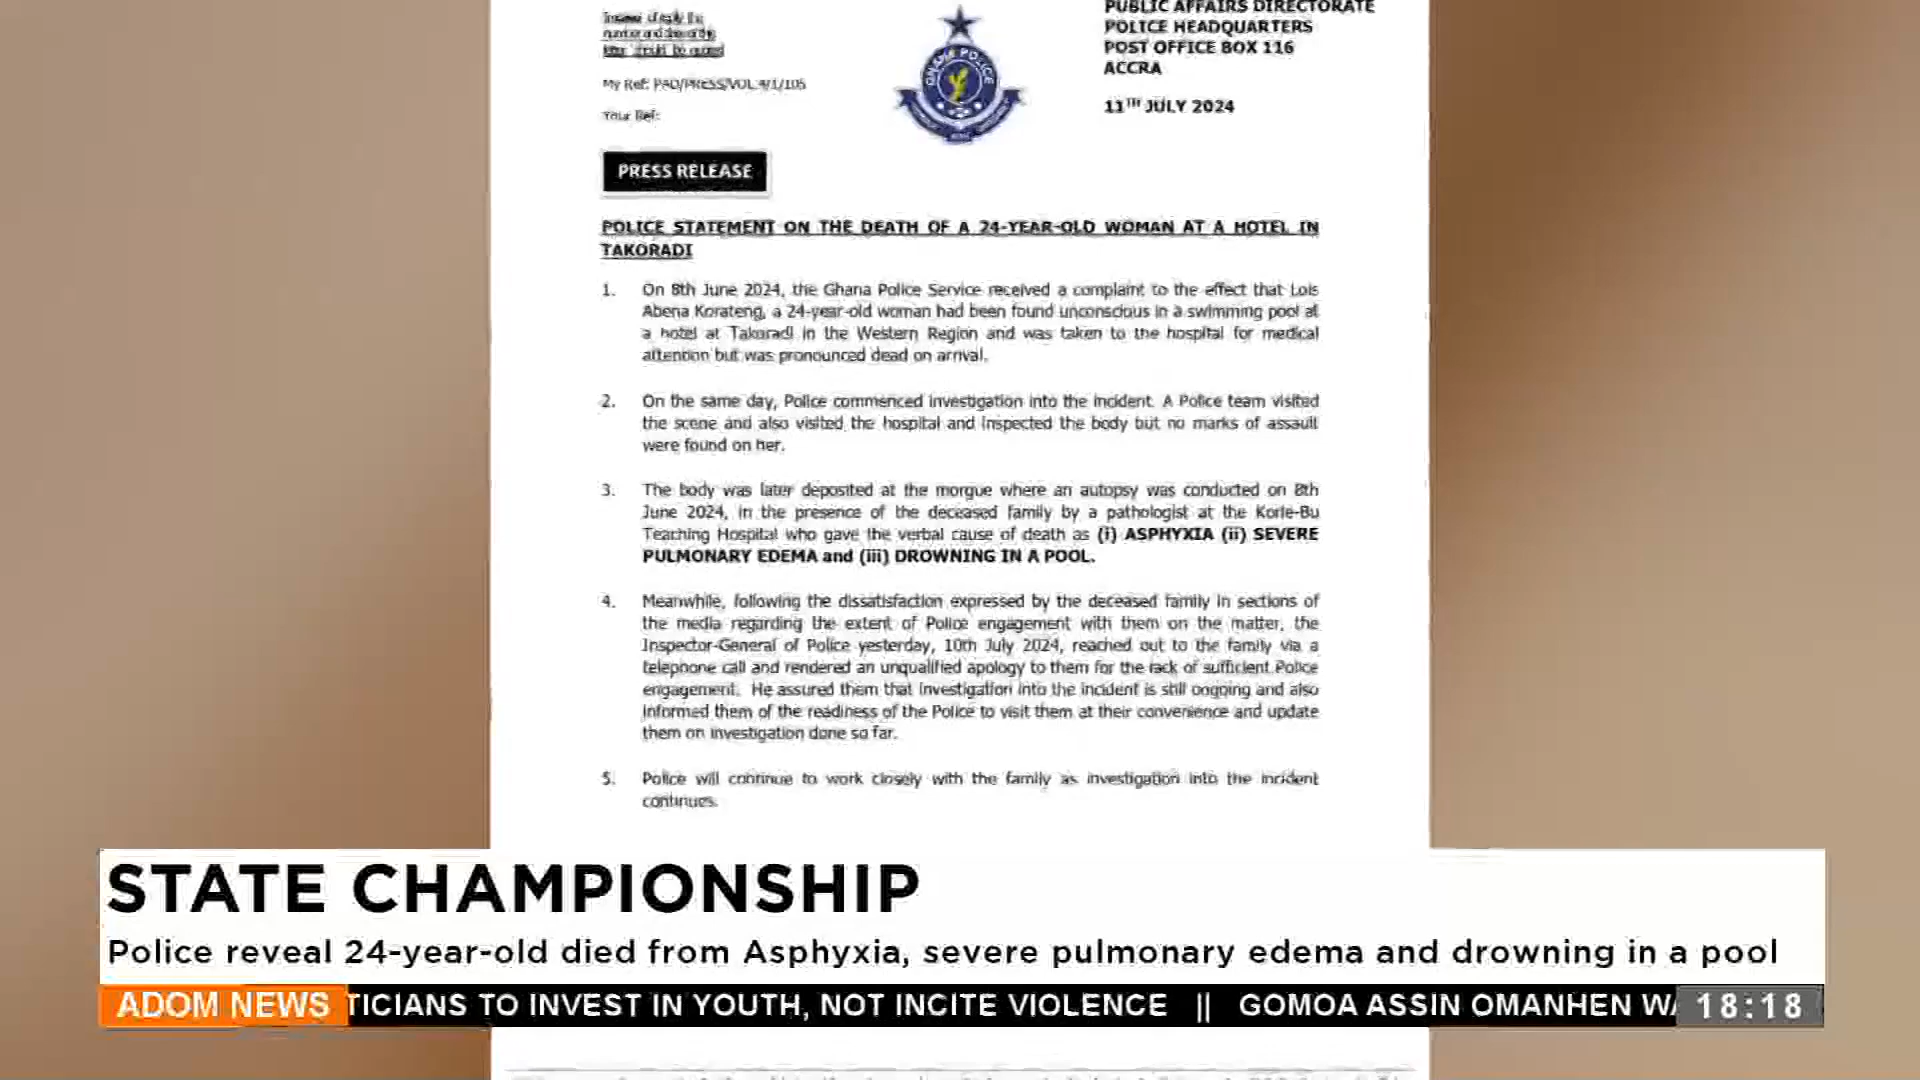 PUBLIC AFFAIRS DIRECTORATE
POLICE HEADQUARTERS
POST OFFICE BOX 116
ACCRA
11TH JULY 2024
My Ref: PAD/PRESS/VOL.4/1/105
Your Ref:
GHANA POLICE
PRESS RELEASE
POLICE STATEMENT ON THE DEATH OF A 24-YEAR-OLD WOMAN AT A HOTEL IN
TAKORADI
1. On 8th June 2024, the Ghana Police Service received a complaint to the effect that Lois
Abena Korateng, a 24-year-old woman had been found unconscious in a swimming pool at
a hotel at Takoradi in the Western Region and was taken to the hospital for medical
attention but was pronounced dead on arrival.
2. On the same day, Police commenced investigation into the incident. A Police team visited
the scene and also visited the hospital and inspected the body but no marks of assault
were found on her.
3. The body was later deposited at the morgue where an autopsy was conducted on 8th
June 2024, in the presence of the deceased family by a pathologist at the Korle-Bu
Teaching Hospital who gave the verbal cause of death as (i) ASPHYXIA (ii) SEVERE
PULMONARY EDEMA and (iii) DROWNING IN A POOL.
4. Meanwhile, following the dissatisfaction expressed by the deceased family in sections of
the media regarding the extent of Police engagement with them on the matter, the
Inspector-General of Police yesterday, 10th July 2024, reached out to the family via a
telephone call and rendered an unqualified apology to them for the lack of sufficient Police
engagement. He assured them that investigation into the incident is still ongoing and also
informed them of the readiness of the Police to visit them at their convenience and update
them on investigation done so far.
5. Police will continue to work closely with the family as investigation into the incident
continues.
STATE CHAMPIONSHIP
Police reveal 24-year-old died from Asphyxia, severe pulmonary edema and drowning in a pool
ADOM NEWS TICIANS TO INVEST IN YOUTH, NOT INCITE VIOLENCE || GOMOA ASSIN OMANHEN WA 18:18